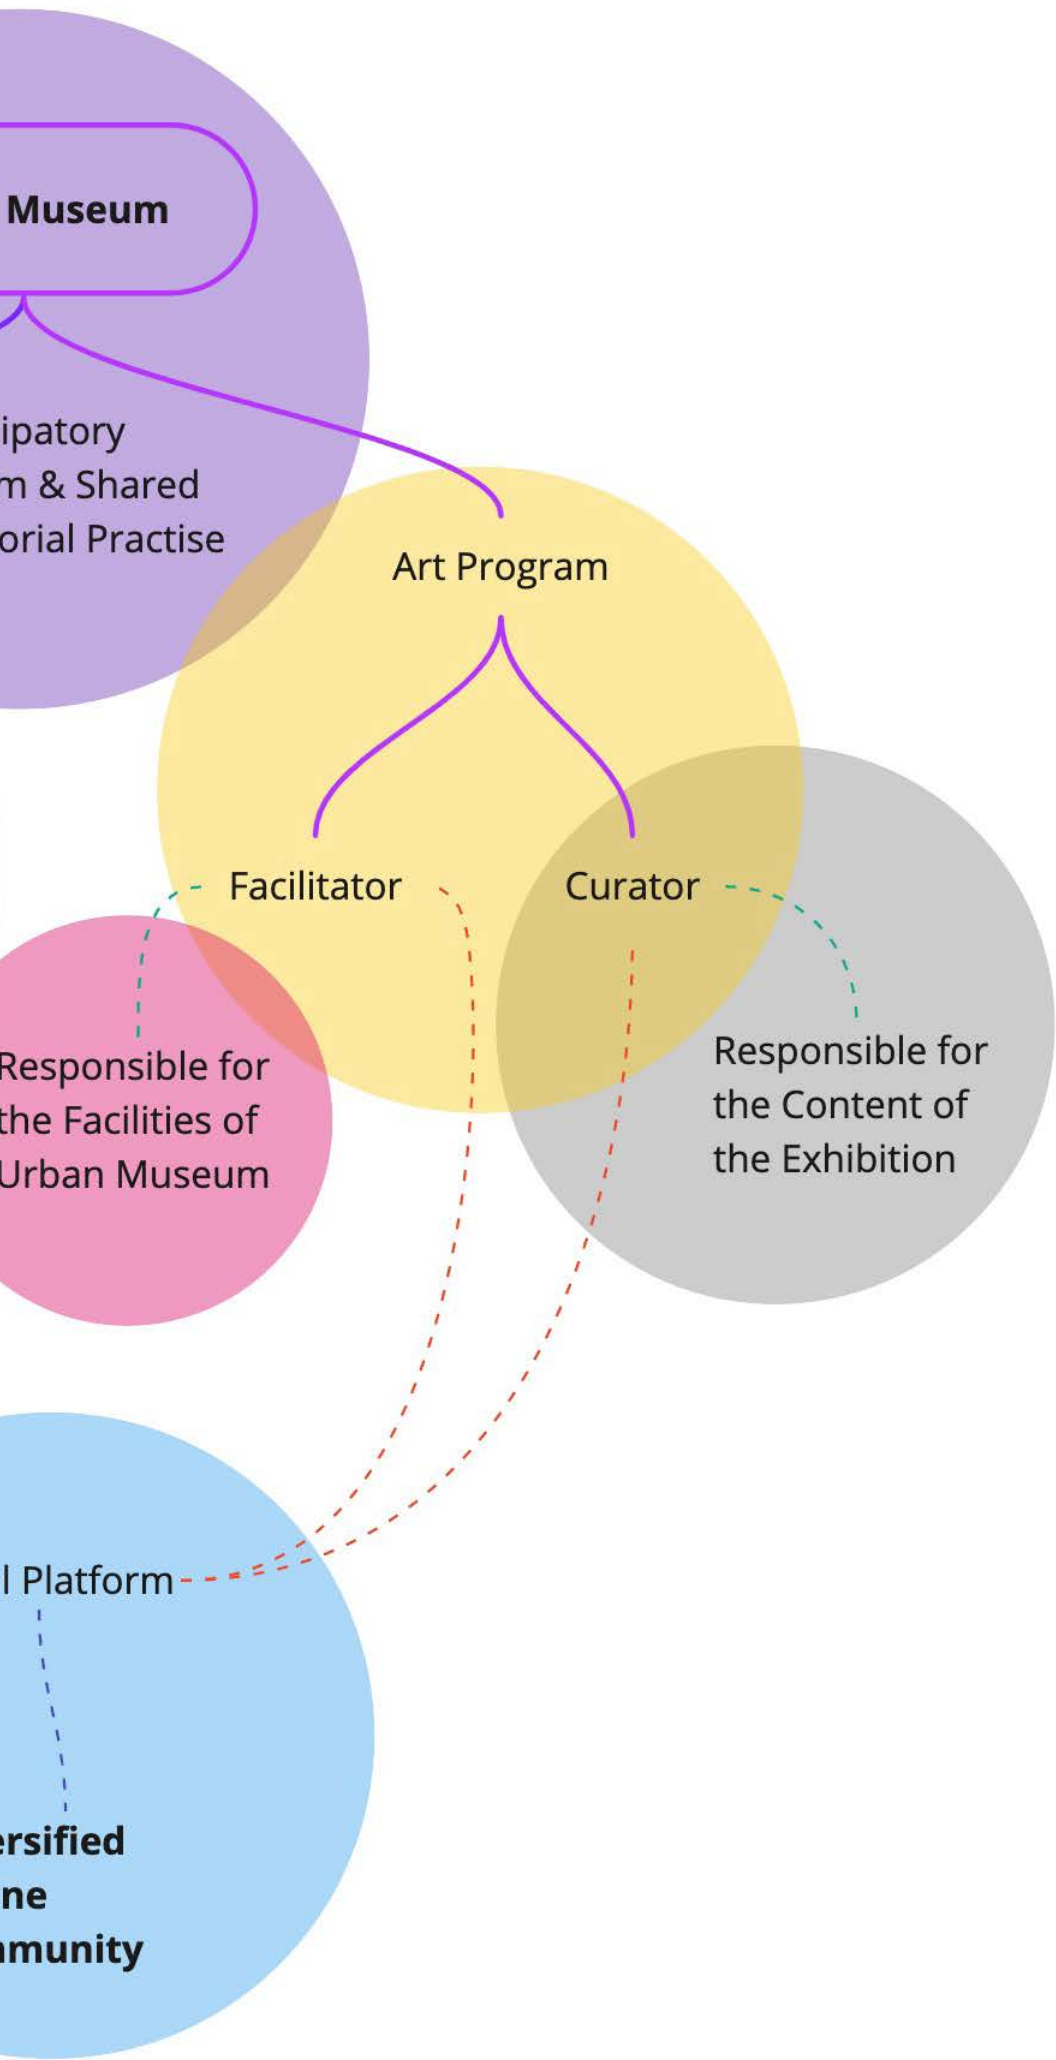 Museum
ipatory
m & Shared
orial Practise
Art Program
Facilitator
Curator
Responsible for
the Facilities of
Urban Museum
Responsible for
the Content of
the Exhibition
l Platform
ersified
ne
munity